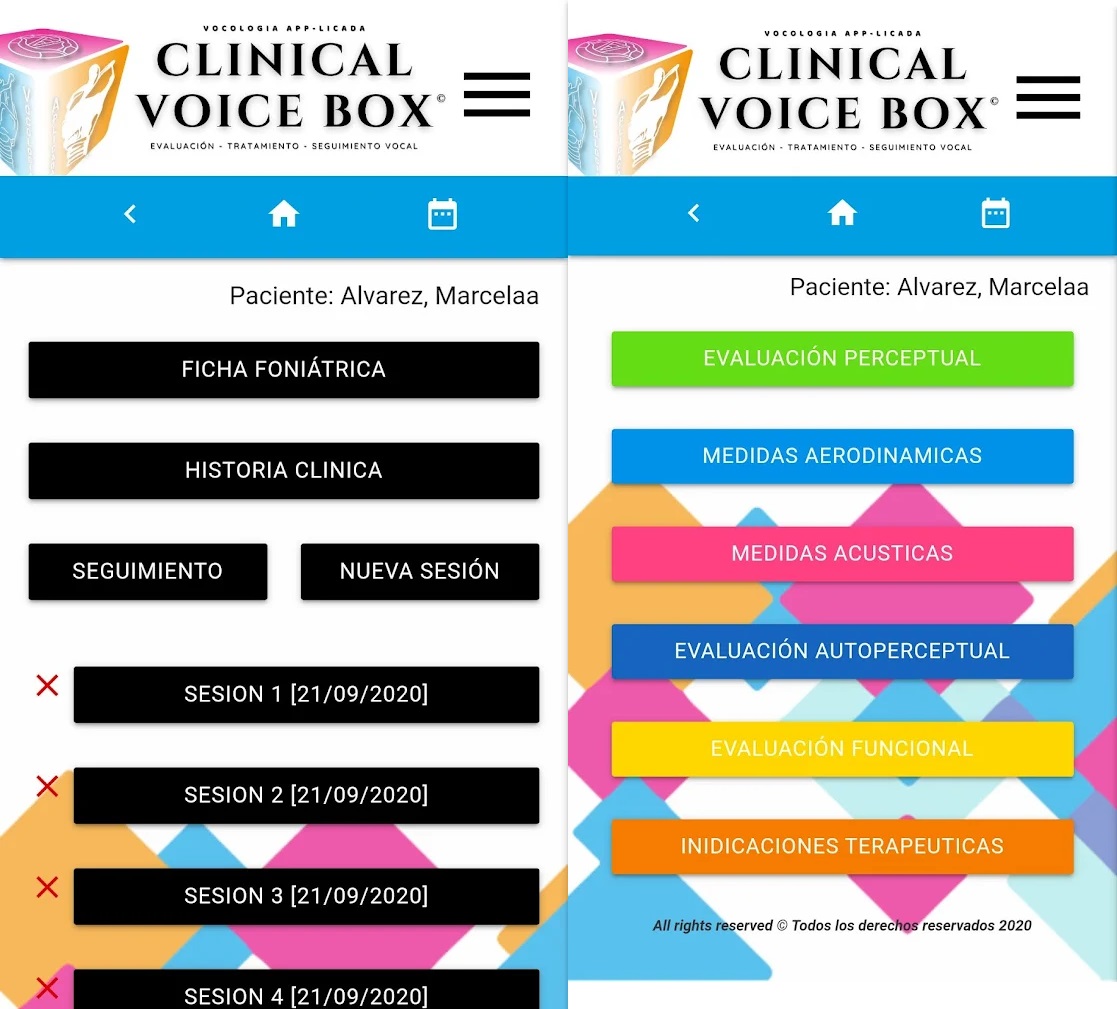 VOCOLOGIA APP-LICADA
CLINICAL
VOICE BOX©
EVALUACIÓN - TRATAMIENTO - SEGUIMIENTO VOCAL
Paciente: Alvarez, Marcelaa
FICHA FONIÁTRICA
HISTORIA CLINICA
SEGUIMIENTO
NUEVA SESIÓN
SESION 1 [21/09/2020]
SESION 2 [21/09/2020]
SESION 3 [21/09/2020]
SESION 4 [21/09/2020]
VOCOLOGIA APP-LICADA
CLINICAL
VOICE BOX©
EVALUACIÓN - TRATAMIENTO - SEGUIMIENTO VOCAL
Paciente: Alvarez, Marcelaa
EVALUACIÓN PERCEPTUAL
MEDIDAS AERODINAMICAS
MEDIDAS ACUSTICAS
EVALUACIÓN AUTOPERCEPTUAL
EVALUACIÓN FUNCIONAL
INIDICACIONES TERAPEUTICAS
All rights reserved © Todos los derechos reservados 2020